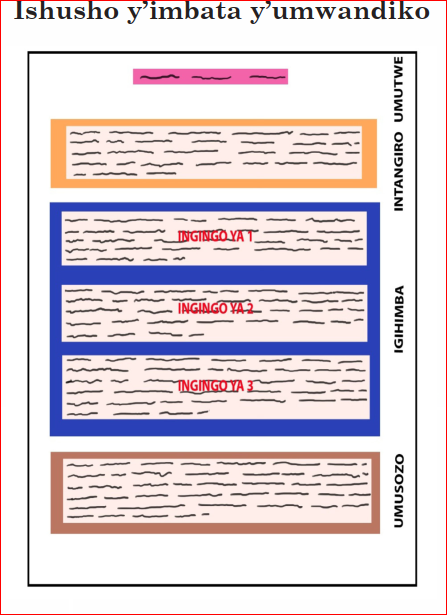 Ishusho y'imbata y'umwandiko
UMUTWE
INTANGIRO
INGINGO YA 1
INGINGO YA 2
INGINGO YA 3
IGIHIMBA
UMUSOZO